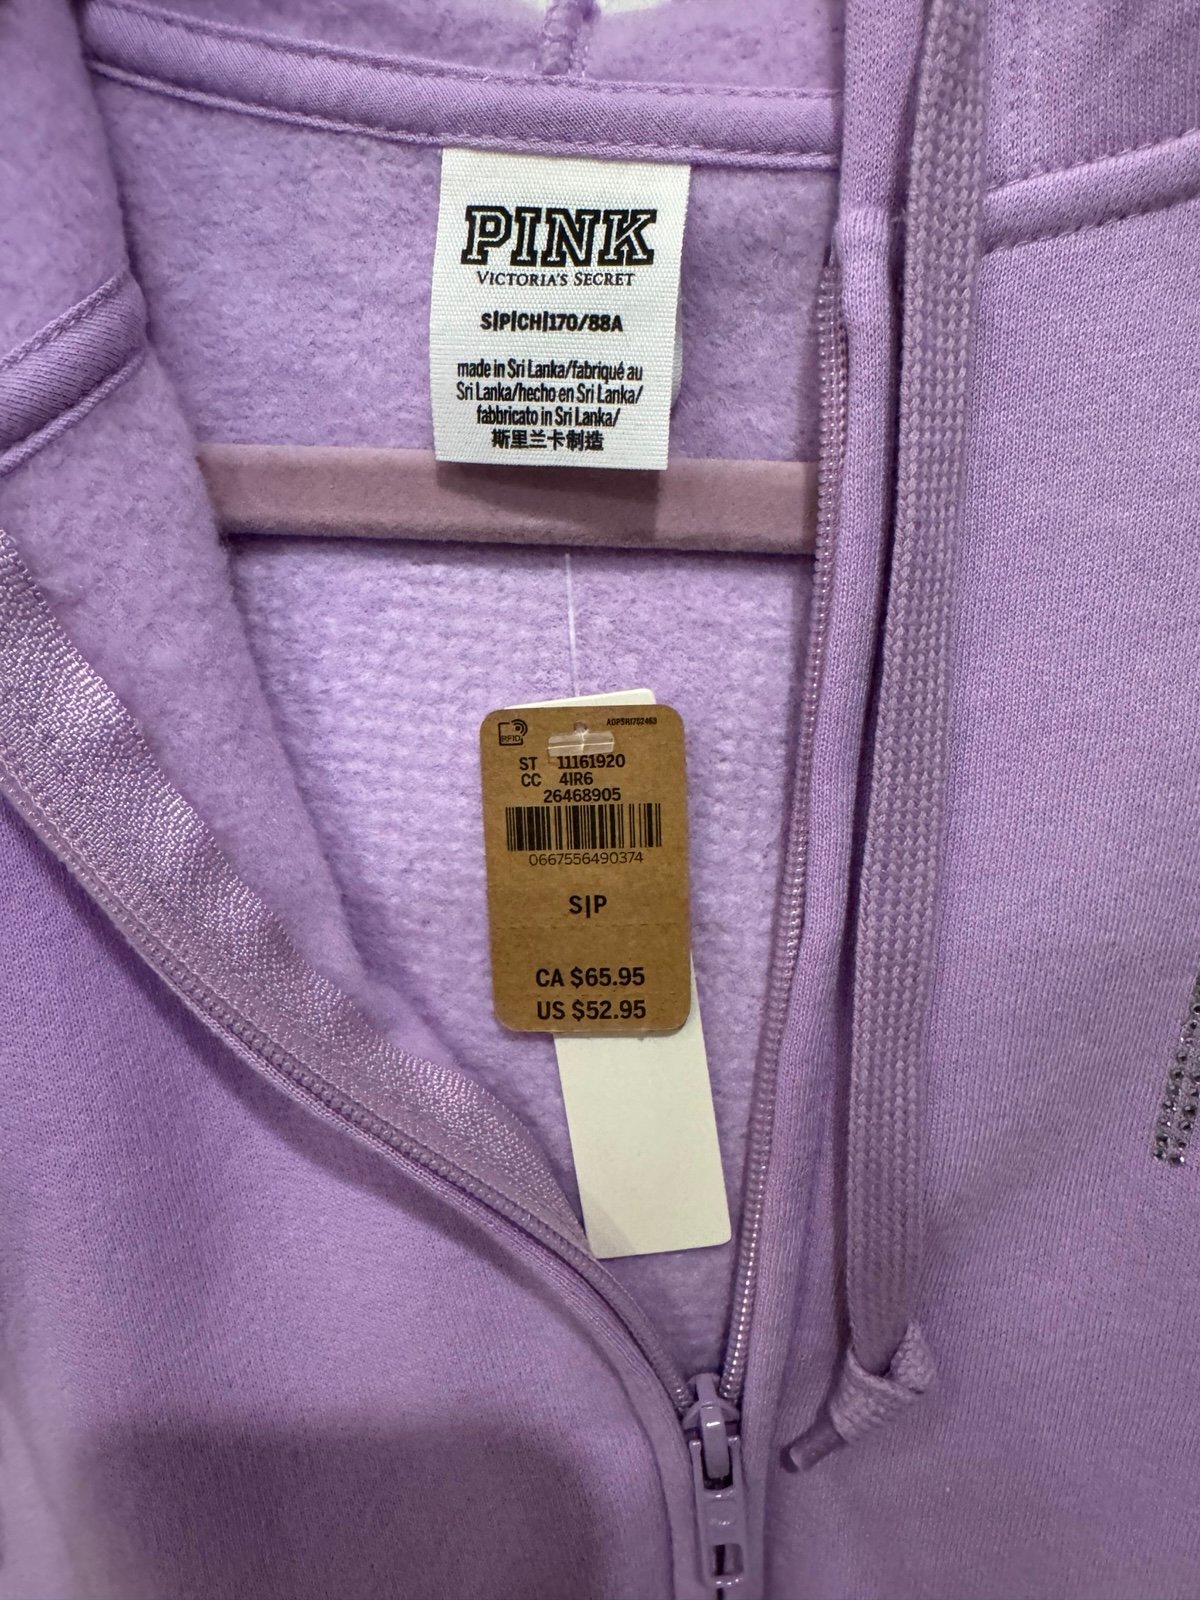 PINK
VICTORIA'S SECRET
S|P|CH|170/88A
made in Sri Lanka/fabriqué au
Sri Lanka/hecho en Sri Lanka/
fabbricato in Sri Lanka/
斯里兰卡制造
RFID
ST 11161920
CC 4IR6
26468905
0667556490374
S|P
CA $65.95
US $52.95